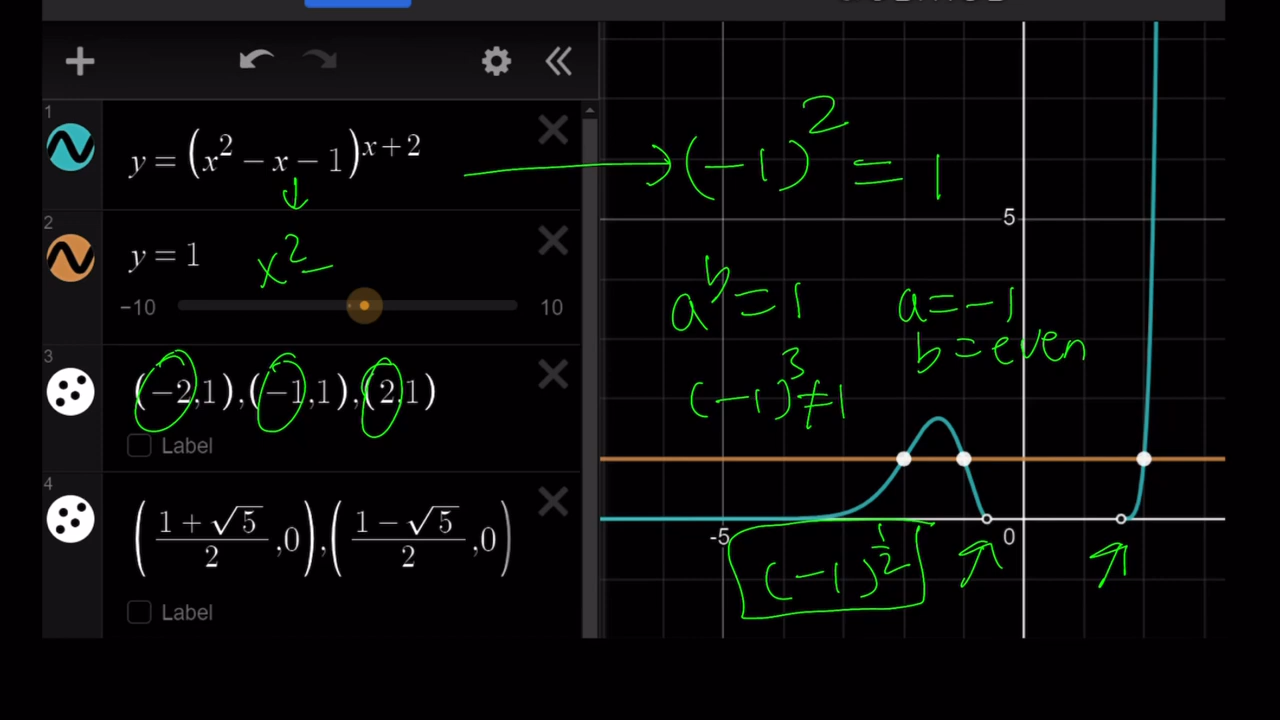 1
y = (x² − x − 1)^(x+2)
(−1)² = 1
2
y = 1
x² −
−10
10
5
a^b = 1
a = −1
b = even
(−1)³ ≠ 1
3
(−2,1),(−1,1),(2,1)
Label
4
((1+√5)/2,0),((1−√5)/2,0)
Label
-5
0
(−1)^(1/2)